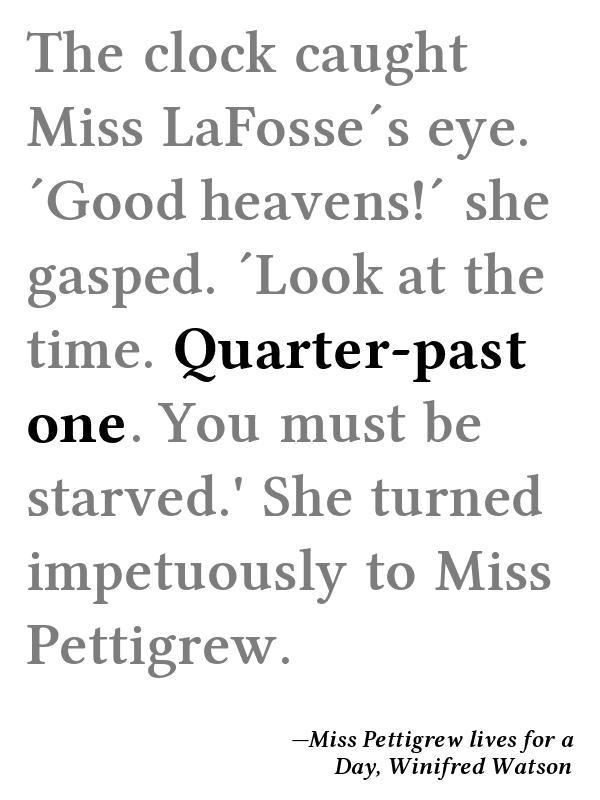 The clock caught
Miss LaFosse´s eye.
´Good heavens!´ she
gasped. ´Look at the
time. Quarter-past
one. You must be
starved.' She turned
impetuously to Miss
Pettigrew.
—Miss Pettigrew lives for a
Day, Winifred Watson